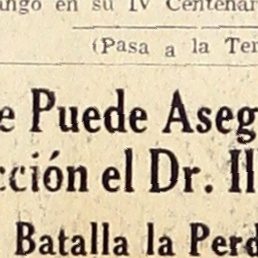 ango en su IV Centenar
(Pasa a la Ter
e Puede Aseg
cción el Dr. Il
Batalla la Perd